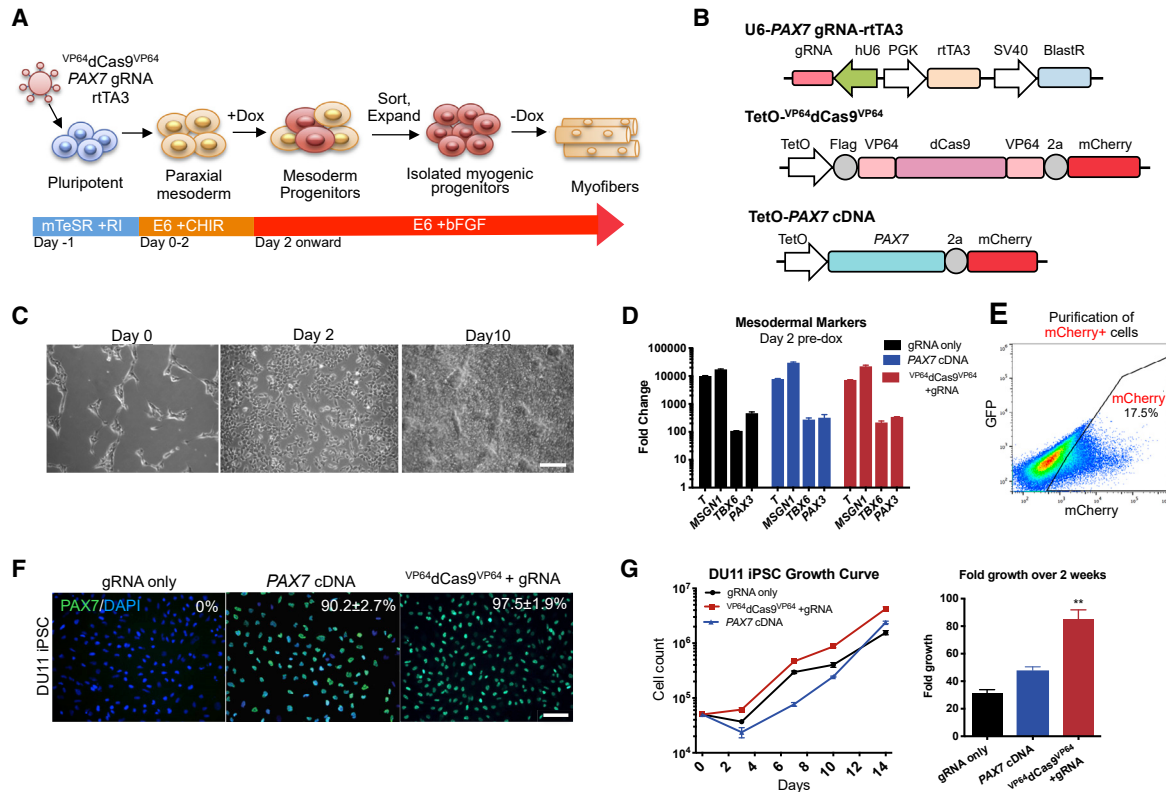 A
VP64dCas9VP64
PAX7 gRNA
rtTA3
+Dox
Sort,
Expand
-Dox
Pluripotent
Paraxial
mesoderm
Mesoderm
Progenitors
Isolated myogenic
progenitors
Myofibers
mTeSR +RI
E6 +CHIR
E6 +bFGF
Day -1
Day 0-2
Day 2 onward
B
U6-PAX7 gRNA-rtTA3
gRNA hU6 PGK rtTA3 SV40 BlastR
TetO-VP64dCas9VP64
TetO Flag VP64 dCas9 VP64 2a mCherry
TetO-PAX7 cDNA
TetO PAX7 2a mCherry
C
Day 0
Day 2
Day10
D
Mesodermal Markers
Day 2 pre-dox
gRNA only
PAX7 cDNA
VP64dCas9VP64
+gRNA
Fold Change
100000
10000
1000
100
10
1
T MSGN1 TBX6 PAX3 T MSGN1 TBX6 PAX3 T MSGN1 TBX6 PAX3
E
Purification of
mCherry+ cells
mCherry
17.5%
GFP
mCherry
F
gRNA only
PAX7 cDNA
VP64dCas9VP64 + gRNA
DU11 iPSC
PAX7/DAPI
0%
90.2±2.7%
97.5±1.9%
G
DU11 iPSC Growth Curve
gRNA only
VP64dCas9VP64 +gRNA
PAX7 cDNA
Cell count
10^7
10^6
10^5
10^4
0 2 4 6 8 10 12 14
Days
Fold growth over 2 weeks
**
Fold growth
100
80
60
40
20
0
gRNA only
PAX7 cDNA
VP64dCas9VP64
+gRNA